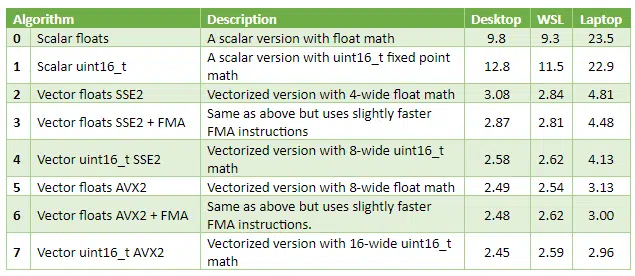 Algorithm Description Desktop WSL Laptop
0 Scalar floats A scalar version with float math 9.8 9.3 23.5
1 Scalar uint16_t A scalar version with uint16_t fixed point
math 12.8 11.5 22.9
2 Vector floats SSE2 Vectorized version with 4-wide float math 3.08 2.84 4.81
3 Vector floats SSE2 + FMA Same as above but uses slightly faster
FMA instructions 2.87 2.81 4.48
4 Vector uint16_t SSE2 Vectorized version with 8-wide uint16_t
math 2.58 2.62 4.13
5 Vector floats AVX2 Vectorized version with 8-wide float math 2.49 2.54 3.13
6 Vector floats AVX2 + FMA Same as above but uses slightly faster
FMA instructions. 2.48 2.62 3.00
7 Vector uint16_t AVX2 Vectorized version with 16-wide uint16_t
math 2.45 2.59 2.96